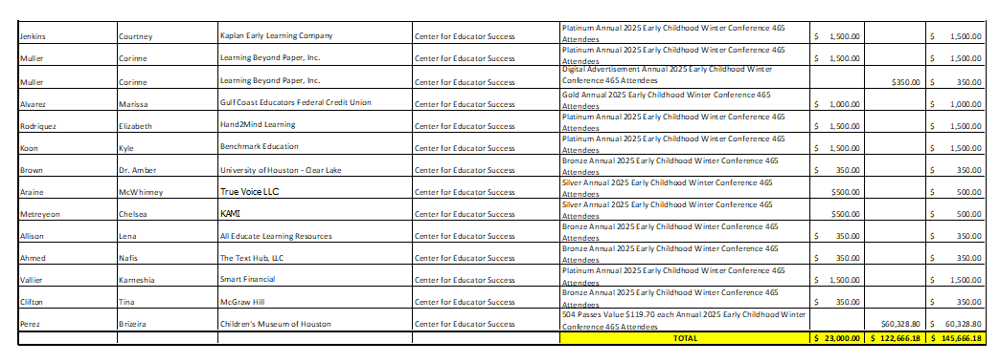 Platinum Annual 2025 Early Childhood Winter Conference 465
Jenkins Courtney Kaplan Early Learning Company Center for Educator Success Attendees $ 1,500.00 $ 1,500.00
Platinum Annual 2025 Early Childhood Winter Conference 465
Muller Corinne Learning Beyond Paper, Inc. Center for Educator Success Attendees $ 1,500.00 $ 1,500.00
Digital Advertisement Annual 2025 Early Childhood Winter
Muller Corinne Learning Beyond Paper, Inc. Center for Educator Success Conference 465 Attendees $350.00 $ 350.00
Gold Annual 2025 Early Childhood Winter Conference 465
Alvarez Marissa Gulf Coast Educators Federal Credit Union Center for Educator Success Attendees $ 1,000.00 $ 1,000.00
Platinum Annual 2025 Early Childhood Winter Conference 465
Rodriquez Elizabeth Hand2Mind Learning Center for Educator Success Attendees $ 1,500.00 $ 1,500.00
Platinum Annual 2025 Early Childhood Winter Conference 465
Koon Kyle Benchmark Education Center for Educator Success Attendees $ 1,500.00 $ 1,500.00
Bronze Annual 2025 Early Childhood Winter Conference 465
Brown Dr. Amber University of Houston - Clear Lake Center for Educator Success Attendees $ 350.00 $ 350.00
Silver Annual 2025 Early Childhood Winter Conference 465
Araine McWhinney True Voice LLC Center for Educator Success Attendees $500.00 $ 500.00
Silver Annual 2025 Early Childhood Winter Conference 465
Metreyeon Chelsea KAMI Center for Educator Success Attendees $500.00 $ 500.00
Bronze Annual 2025 Early Childhood Winter Conference 465
Allison Lena All Educate Learning Resources Center for Educator Success Attendees $ 350.00 $ 350.00
Bronze Annual 2025 Early Childhood Winter Conference 465
Ahmed Nafis The Text Hub, LLC Center for Educator Success Attendees $ 350.00 $ 350.00
Platinum Annual 2025 Early Childhood Winter Conference 465
Vallier Karneshia Smart Financial Center for Educator Success Attendees $ 1,500.00 $ 1,500.00
Bronze Annual 2025 Early Childhood Winter Conference 465
Clifton Tina McGraw Hill Center for Educator Success Attendees $ 350.00 $ 350.00
504 Passes Value $119.70 each Annual 2025 Early Childhood Winter
Perez Brizeira Children's Museum of Houston Center for Educator Success Conference 465 Attendees $60,328.80 $ 60,328.80
TOTAL $ 23,000.00 $ 122,666.18 $ 145,666.18